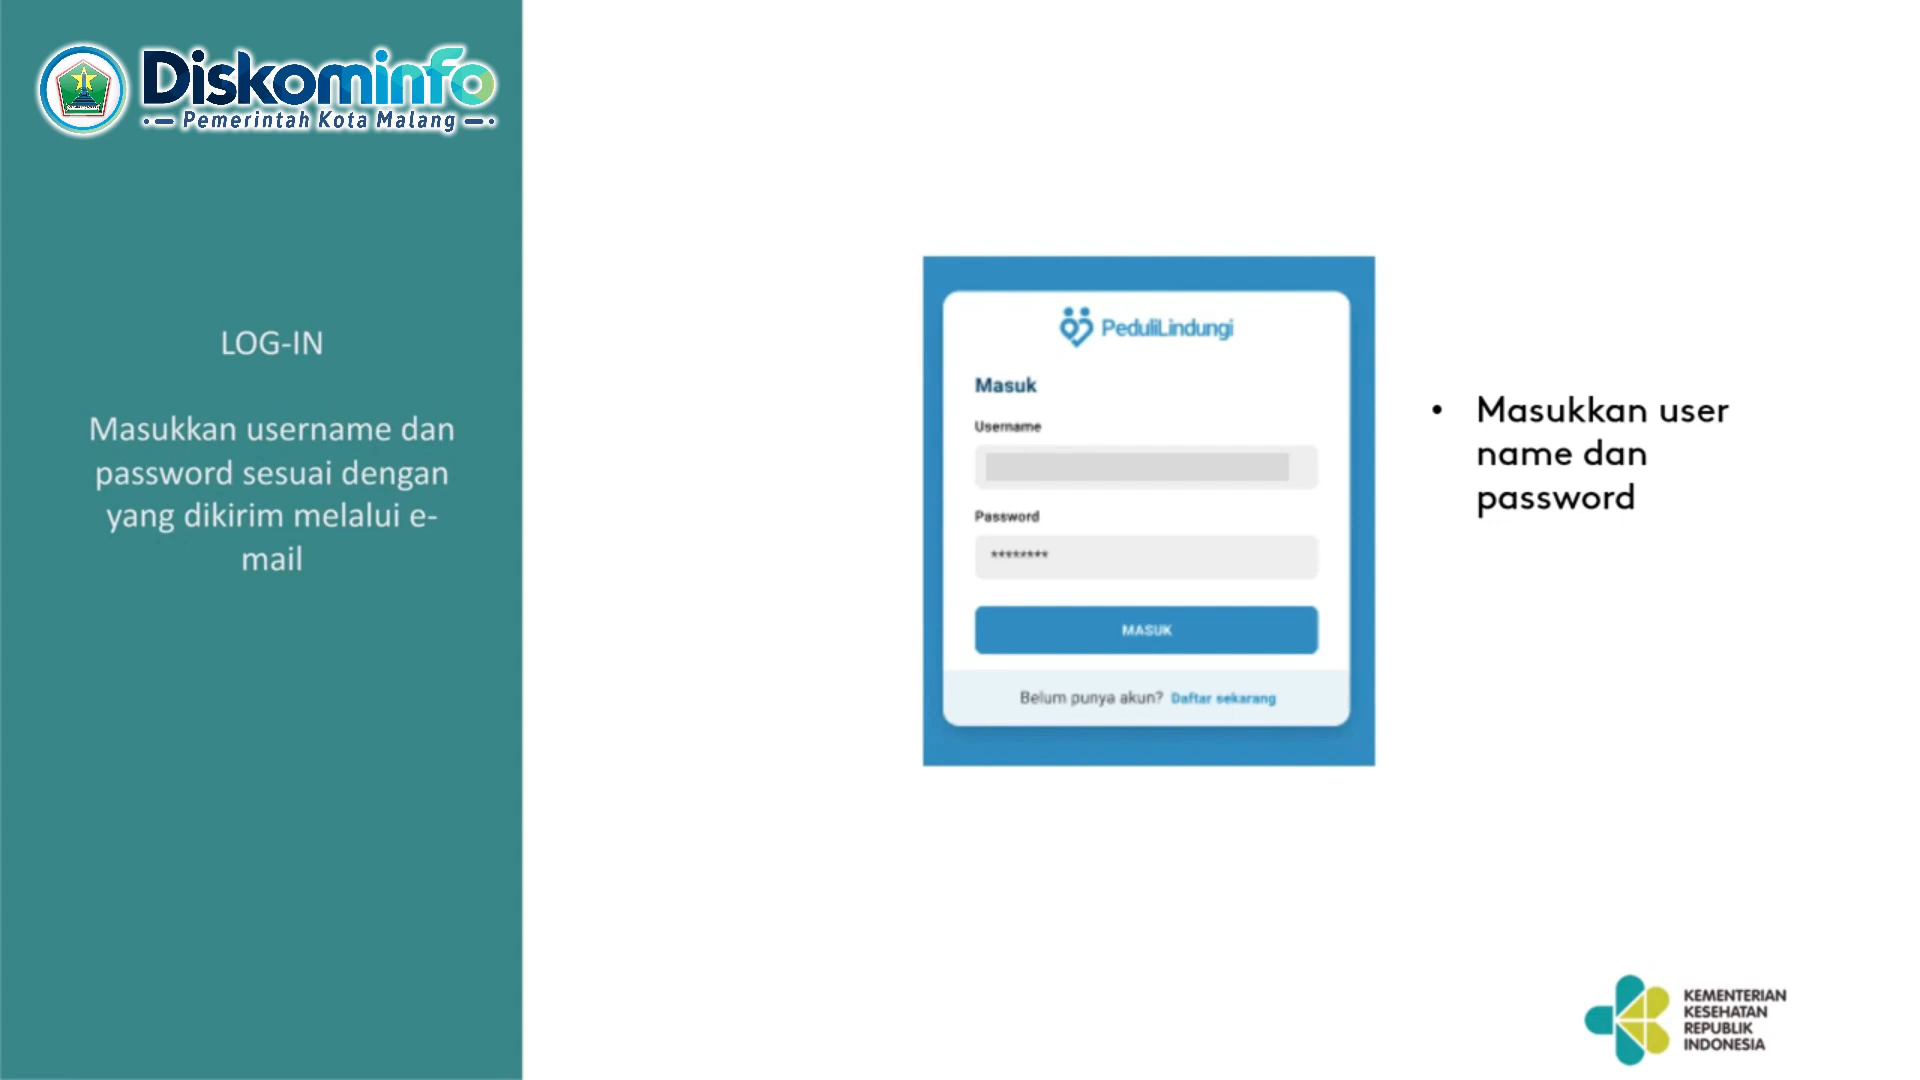 Diskominfo
Pemerintah Kota Malang
LOG-IN
Masukkan username dan
password sesuai dengan
yang dikirim melalui e-
mail
PeduliLindungi
Masuk
Username
Password
********
MASUK
Belum punya akun? Daftar sekarang
• Masukkan user
name dan
password
KEMENTERIAN
KESEHATAN
REPUBLIK
INDONESIA